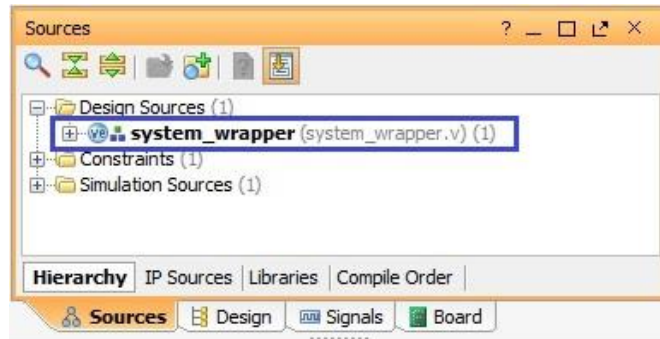 Sources ? _ □ ×
Design Sources (1)
ve system_wrapper (system_wrapper.v) (1)
Constraints (1)
Simulation Sources (1)
Hierarchy IP Sources Libraries Compile Order
Sources Design Signals Board